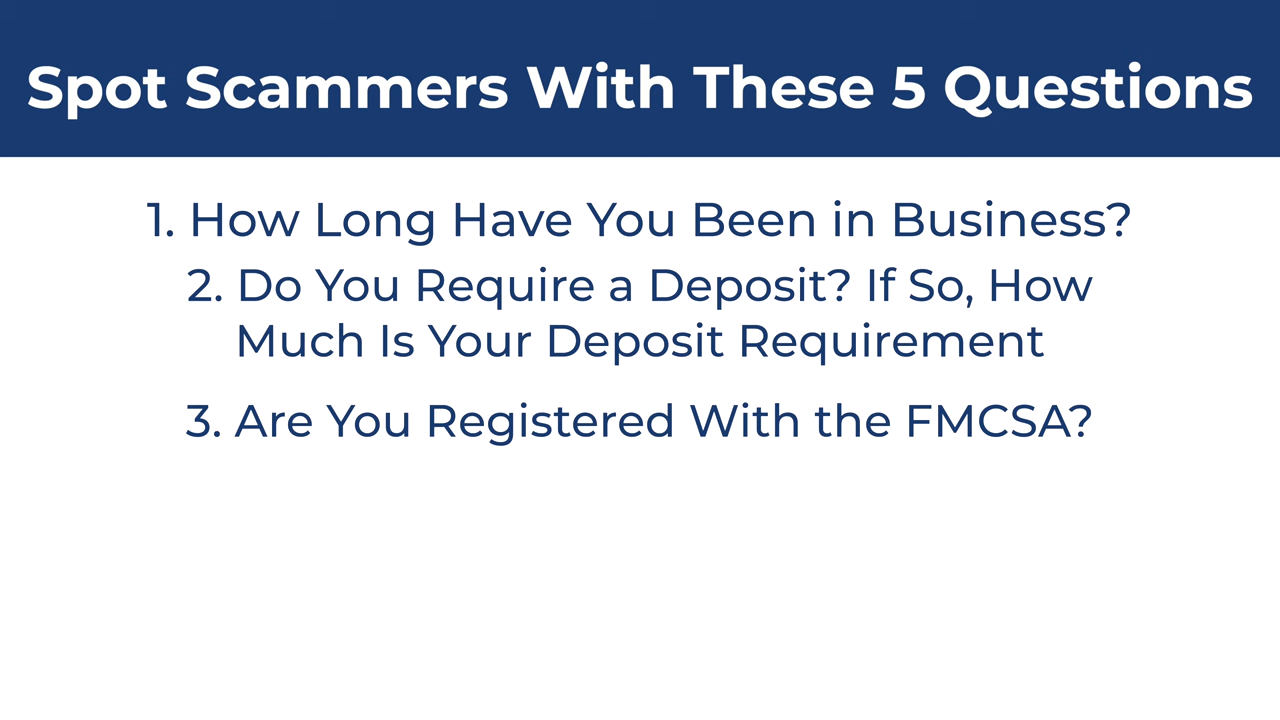 Spot Scammers With These 5 Questions
1. How Long Have You Been in Business?
2. Do You Require a Deposit? If So, How
Much Is Your Deposit Requirement
3. Are You Registered With the FMCSA?